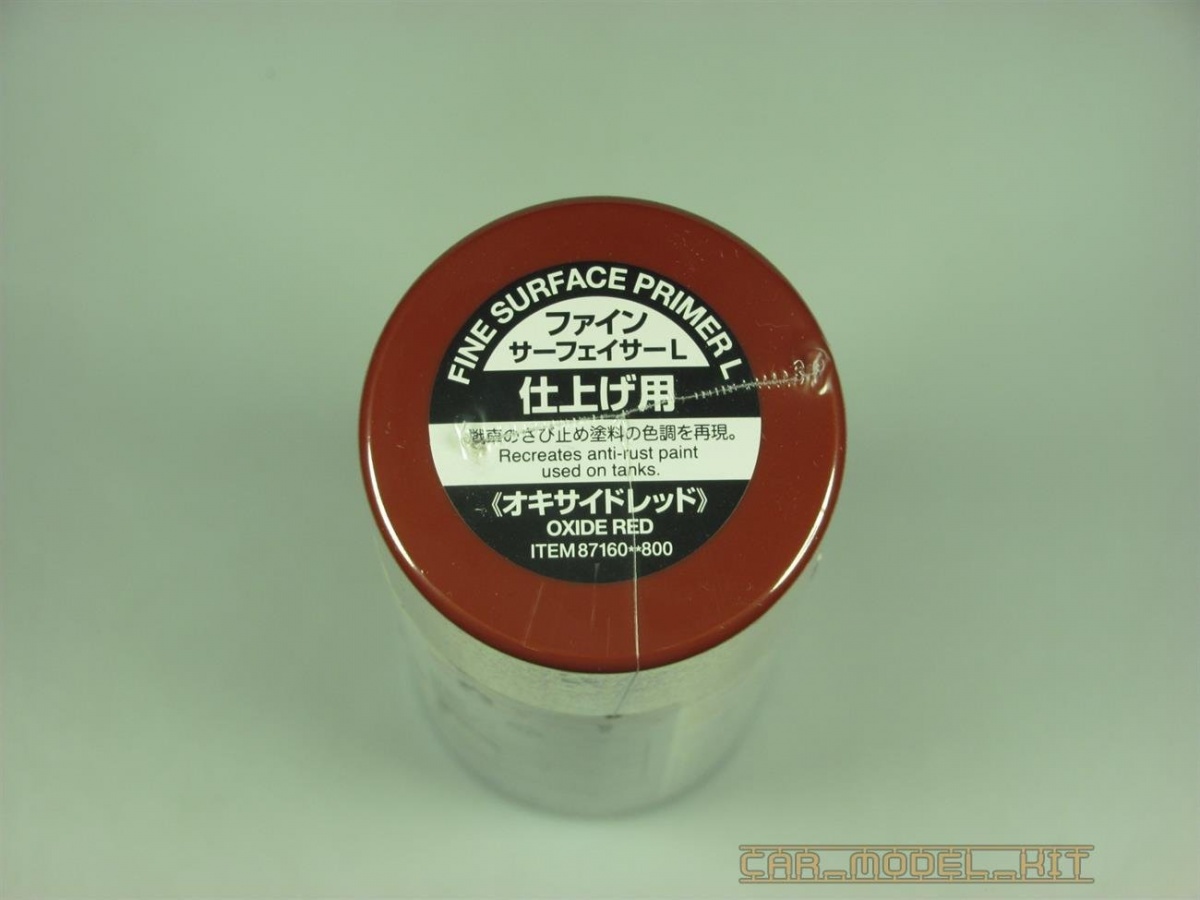 FINE SURFACE PRIMER L
ファイン
サーフェイサーL
仕上げ用
戦車のさび止め塗料の色調を再現。
Recreates anti-rust paint
used on tanks.
《オキサイドレッド》
OXIDE RED
ITEM 87160**800
CAR_MODEL_KIT